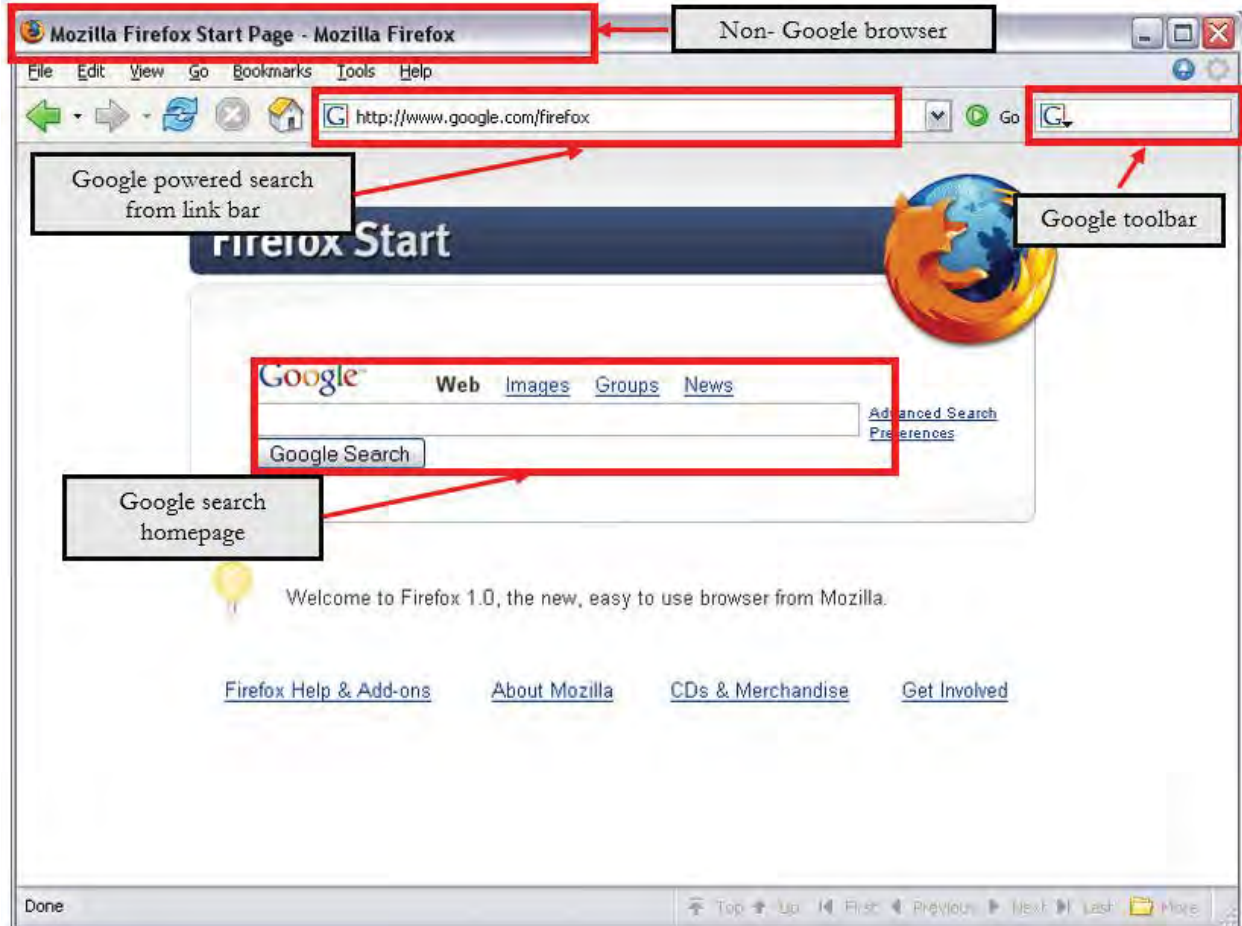 Mozilla Firefox Start Page - Mozilla Firefox
Non- Google browser
File Edit View Go Bookmarks Tools Help
G http://www.google.com/firefox
Go
G
Google powered search
from link bar
Google toolbar
Firefox Start
Google™ Web Images Groups News
Advanced Search
Preferences
Google Search
Google search
homepage
Welcome to Firefox 1.0, the new, easy to use browser from Mozilla.
Firefox Help & Add-ons About Mozilla CDs & Merchandise Get Involved
Done Top Up First Previous Next Last More